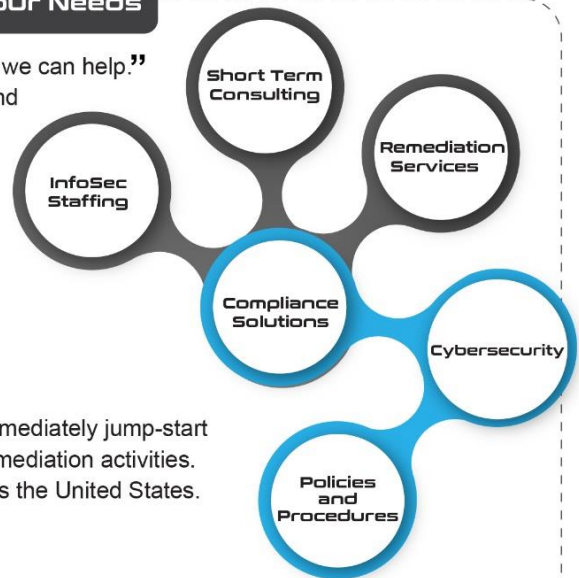 our Needs
we can help.”
nd
Short Term
Consulting
Remediation
Services
InfoSec
Staffing
Compliance
Solutions
Cybersecurity
mediately jump-start
mediation activities.
s the United States.
Policies
and
Procedures